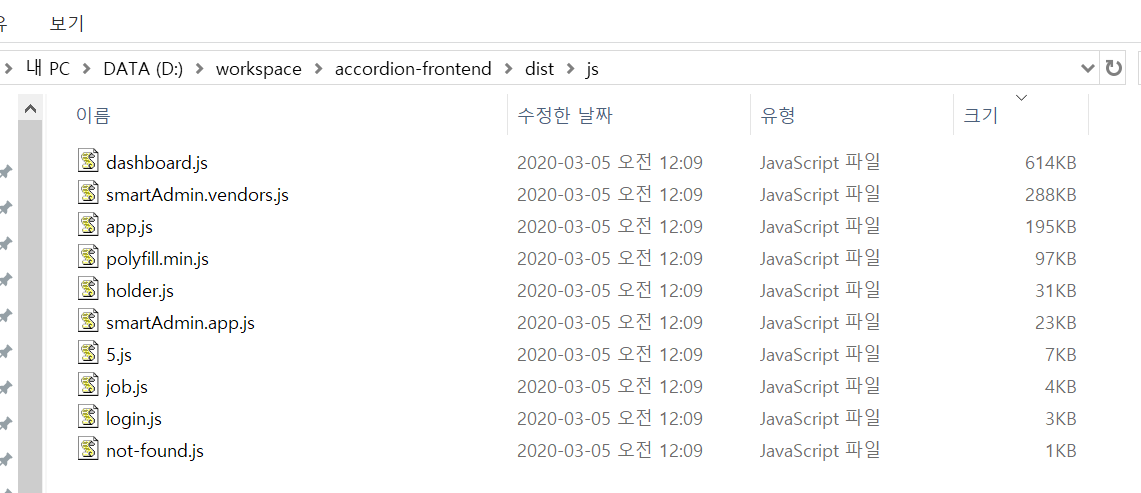 보기
내 PC > DATA (D:) > workspace > accordion-frontend > dist > js
이름 수정한 날짜 유형 크기
dashboard.js 2020-03-05 오전 12:09 JavaScript 파일 614KB
smartAdmin.vendors.js 2020-03-05 오전 12:09 JavaScript 파일 288KB
app.js 2020-03-05 오전 12:09 JavaScript 파일 195KB
polyfill.min.js 2020-03-05 오전 12:09 JavaScript 파일 97KB
holder.js 2020-03-05 오전 12:09 JavaScript 파일 31KB
smartAdmin.app.js 2020-03-05 오전 12:09 JavaScript 파일 23KB
5.js 2020-03-05 오전 12:09 JavaScript 파일 7KB
job.js 2020-03-05 오전 12:09 JavaScript 파일 4KB
login.js 2020-03-05 오전 12:09 JavaScript 파일 3KB
not-found.js 2020-03-05 오전 12:09 JavaScript 파일 1KB